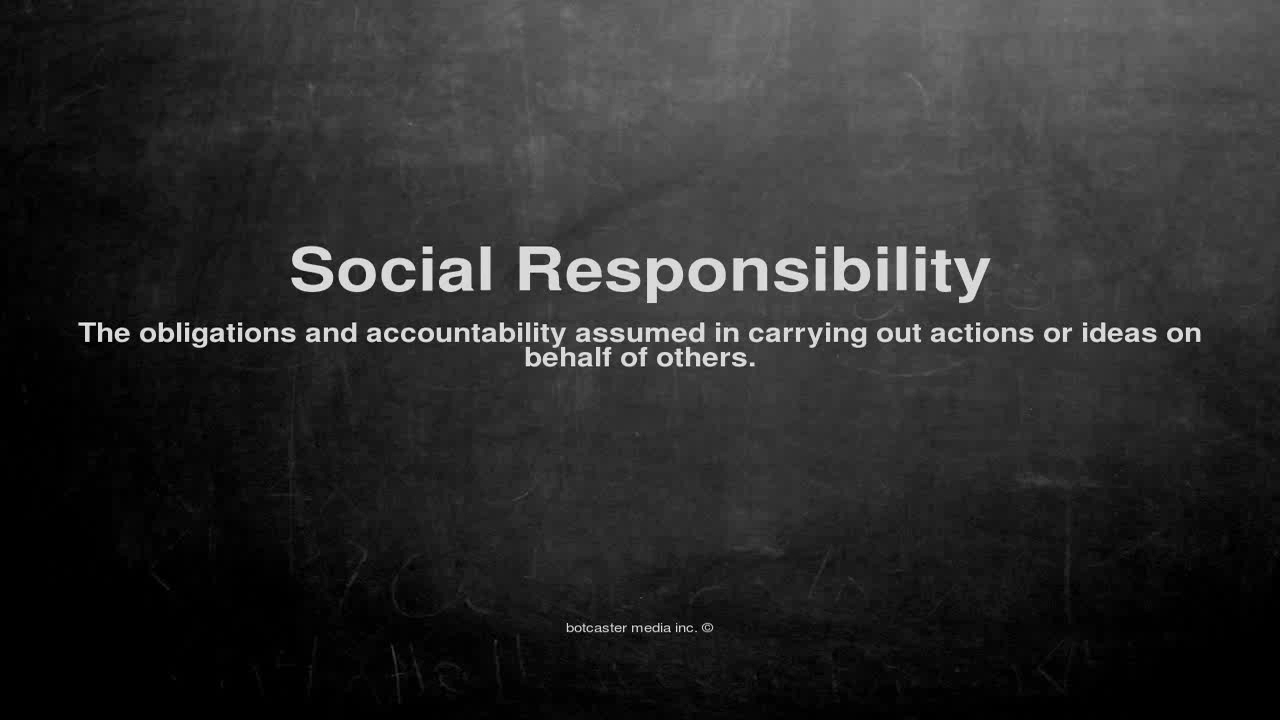 Social Responsibility
The obligations and accountability assumed in carrying out actions or ideas on
behalf of others.
botcaster media inc. ©